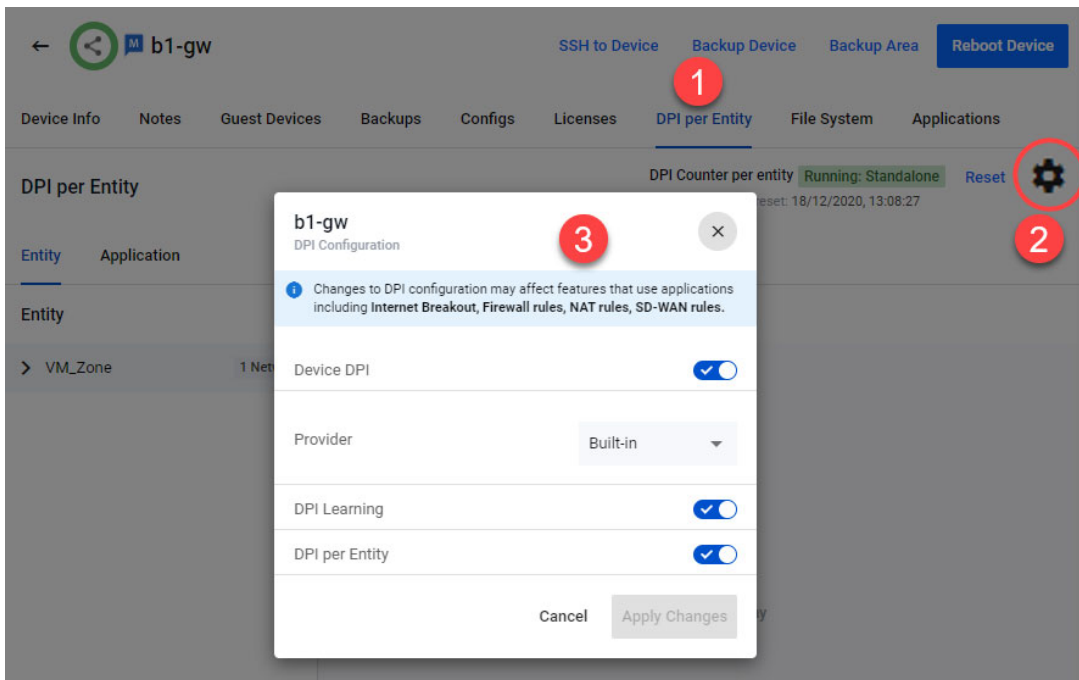 b1-gw
SSH to Device Backup Device Backup Area Reboot Device
1
Device Info Notes Guest Devices Backups Configs Licenses DPI per Entity File System Applications
DPI per Entity
DPI Counter per entity Running: Standalone Reset
reset: 18/12/2020, 13:08:27
2
Entity Application
Entity
VM_Zone 1
b1-gw
DPI Configuration
3
Changes to DPI configuration may affect features that use applications
including Internet Breakout, Firewall rules, NAT rules, SD-WAN rules.
Device DPI
Provider Built-in
DPI Learning
DPI per Entity
Cancel Apply Changes